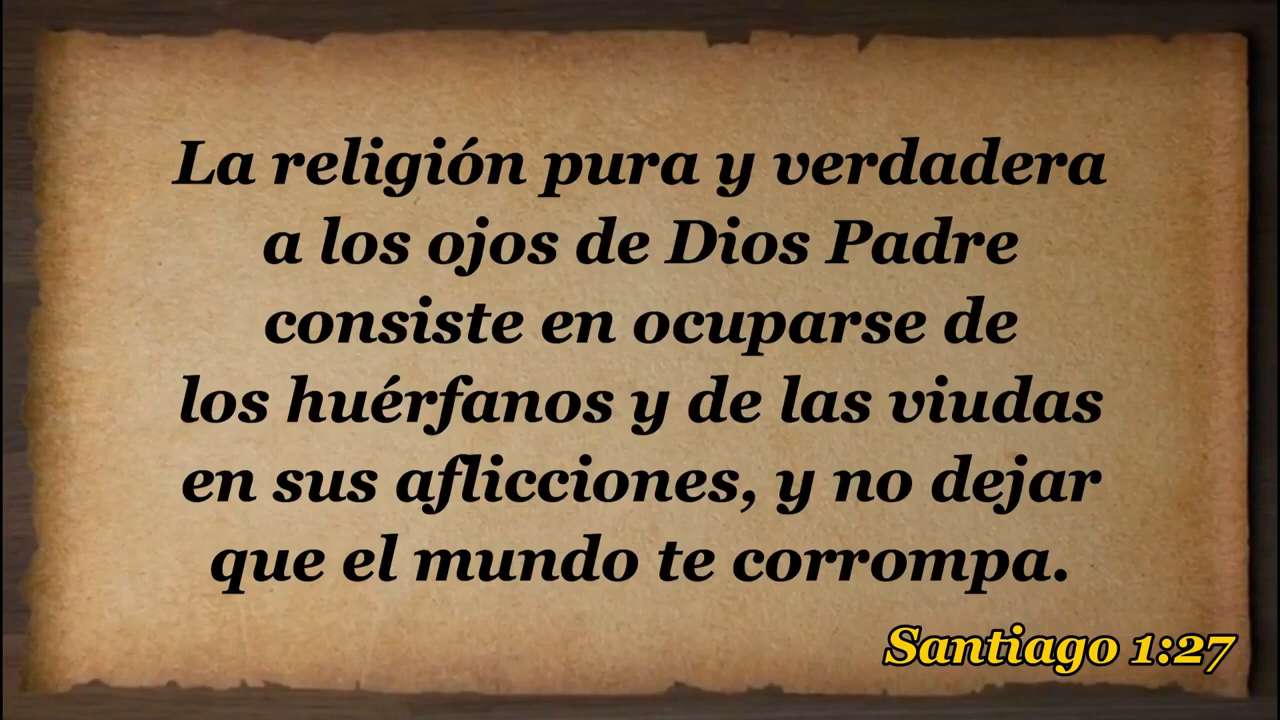 La religión pura y verdadera
a los ojos de Dios Padre
consiste en ocuparse de
los huérfanos y de las viudas
en sus aflicciones, y no dejar
que el mundo te corrompa.
Santiago 1:27